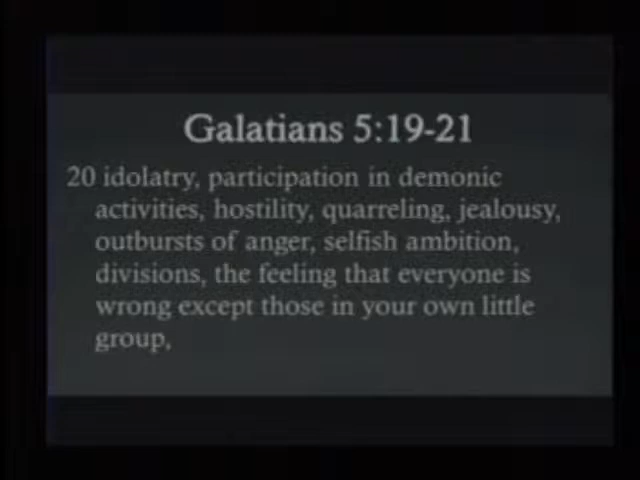 Galatians 5:19-21
20 idolatry, participation in demonic
activities, hostility, quarreling, jealousy,
outbursts of anger, selfish ambition,
divisions, the feeling that everyone is
wrong except those in your own little
group,